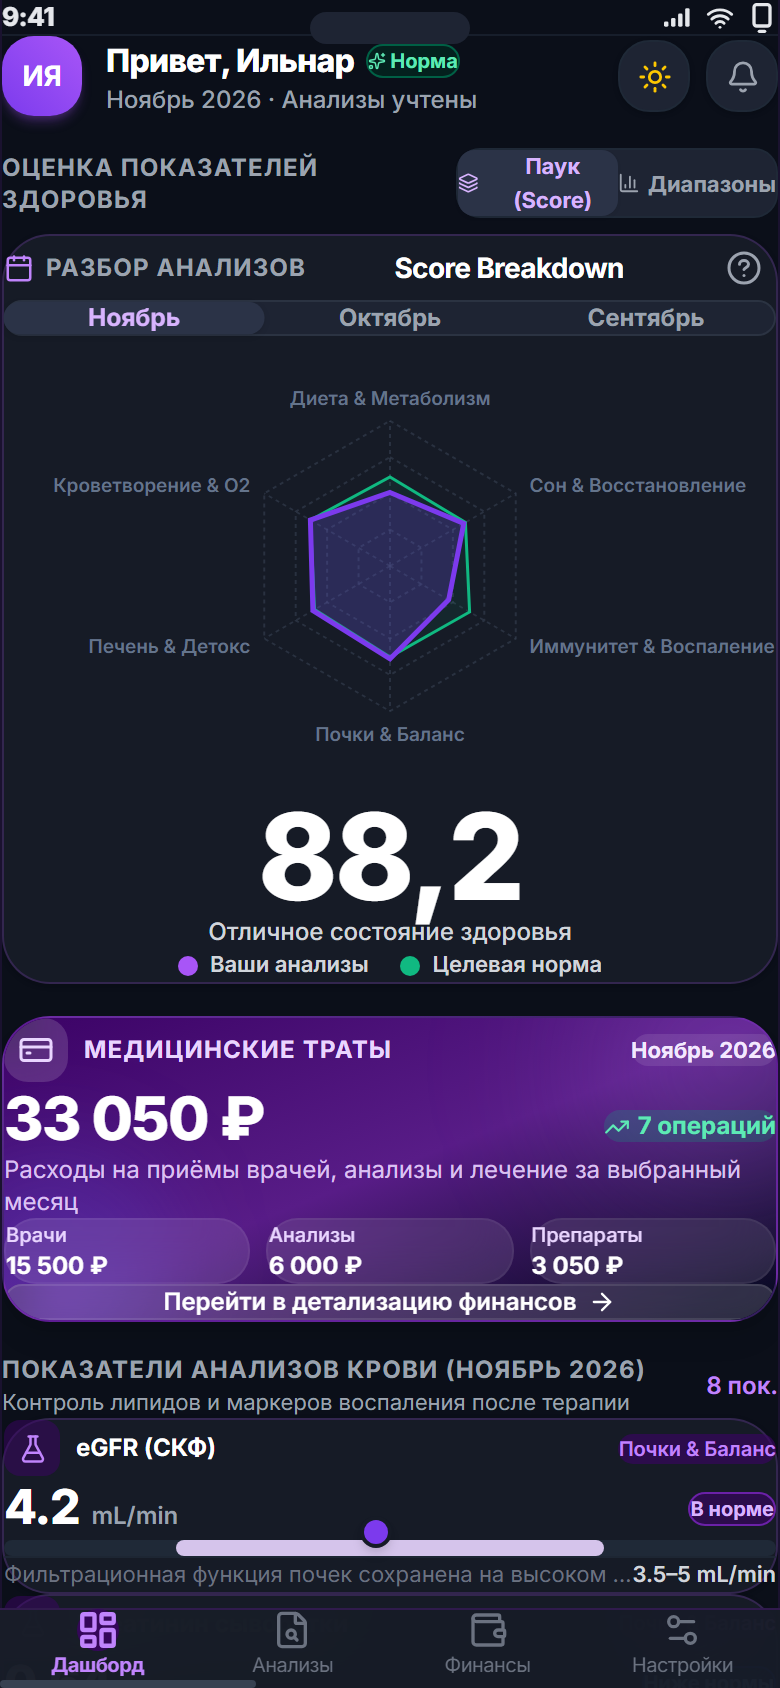 9:41
ИЯ
Привет, Ильнар
Норма
Ноябрь 2026 · Анализы учтены
ОЦЕНКА ПОКАЗАТЕЛЕЙ
ЗДОРОВЬЯ
Паук
(Score)
Диапазоны
РАЗБОР АНАЛИЗОВ
Score Breakdown
Ноябрь
Октябрь
Сентябрь
Диета & Метаболизм
Кроветворение & O2
Сон & Восстановление
Печень & Детокс
Иммунитет & Воспаление
Почки & Баланс
88,2
Отличное состояние здоровья
Ваши анализы
Целевая норма
МЕДИЦИНСКИЕ ТРАТЫ
Ноябрь 2026
33 050 ₽
7 операций
Расходы на приёмы врачей, анализы и лечение за выбранный
месяц
Врачи
Анализы
Препараты
15 500 ₽
6 000 ₽
3 050 ₽
Перейти в детализацию финансов
ПОКАЗАТЕЛИ АНАЛИЗОВ КРОВИ (НОЯБРЬ 2026)
8 пок.
Контроль липидов и маркеров воспаления после терапии
eGFR (СКФ)
Почки & Баланс
4.2 mL/min
В норме
Фильтрационная функция почек сохранена на высоком ...
3.5–5 mL/min
Дашборд
Анализы
Финансы
Настройки